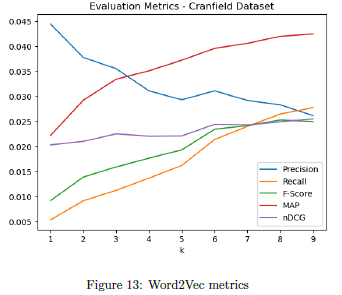 Evaluation Metrics - Cranfield Dataset
0.045
0.040
0.035
0.030
0.025
0.020
0.015
0.010
0.005
1 2 3 4 5 6 7 8 9
k
Precision
Recall
F-Score
MAP
nDCG
Figure 13: Word2Vec metrics